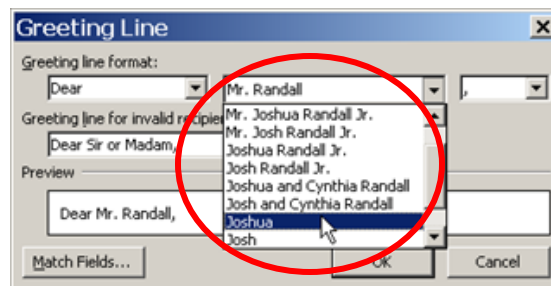 Greeting Line
Greeting line format:
Dear Mr. Randall ,
Greeting line for invalid recipie
Dear Sir or Madam,
Preview
Dear Mr. Randall,
Mr. Joshua Randall Jr.
Mr. Josh Randall Jr.
Joshua Randall Jr.
Josh Randall Jr.
Joshua and Cynthia Randall
Josh and Cynthia Randall
Joshua
Josh
Match Fields...
OK
Cancel